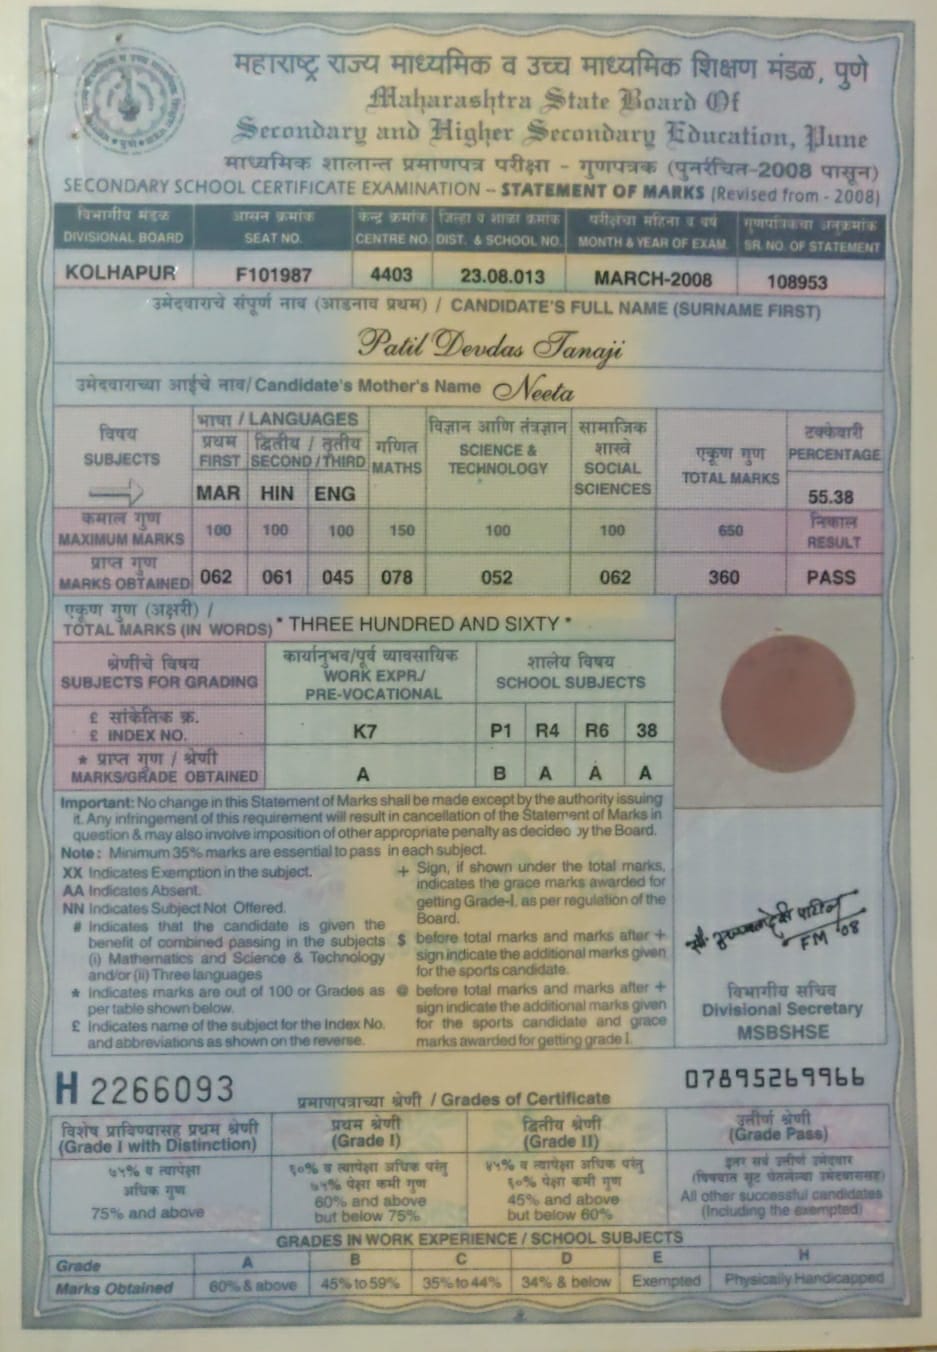 महाराष्ट्र राज्य माध्यमिक व उच्च माध्यमिक शिक्षण मंडळ, पुणे
Maharashtra State Board Of
Secondary and Higher Secondary Education, Pune
माध्यमिक शालान्त प्रमाणपत्र परीक्षा - गुणपत्रक (पुनर्रचित-2008 पासून)
SECONDARY SCHOOL CERTIFICATE EXAMINATION – STATEMENT OF MARKS (Revised from - 2008)
विभागीय मंडळ आसन क्रमांक केन्द्र क्रमांक जिल्हा व शाळा क्रमांक परीक्षेचा महिना व वर्ष गुणपत्रिकेचा अनुक्रमांक
DIVISIONAL BOARD SEAT NO. CENTRE NO. DIST. & SCHOOL NO. MONTH & YEAR OF EXAM. SR. NO. OF STATEMENT
KOLHAPUR F101987 4403 23.08.013 MARCH-2008 108953
उमेदवाराचे संपूर्ण नाव (आडनाव प्रथम) / CANDIDATE'S FULL NAME (SURNAME FIRST)
Patil Devdas Tanaji
उमेदवाराच्या आईचे नाव/ Candidate's Mother's Name Neeta
विषय
SUBJECTS
भाषा / LANGUAGES
प्रथम द्वितीय / तृतीय
FIRST SECOND / THIRD
MAR HIN ENG
गणित
MATHS
विज्ञान आणि तंत्रज्ञान
SCIENCE &
TECHNOLOGY
सामाजिक
शास्त्रे
SOCIAL
SCIENCES
एकूण गुण
TOTAL MARKS
टक्केवारी
PERCENTAGE
55.38
कमाल गुण निकाल
MAXIMUM MARKS 100 100 100 150 100 100 650 RESULT
प्राप्त गुण
MARKS OBTAINED 062 061 045 078 052 062 360 PASS
एकूण गुण (अक्षरी) /
TOTAL MARKS (IN WORDS) * THREE HUNDRED AND SIXTY *
श्रेणीचे विषय
SUBJECTS FOR GRADING
कार्यानुभव/पूर्व व्यावसायिक
WORK EXPR./
PRE-VOCATIONAL
शालेय विषय
SCHOOL SUBJECTS
£ सांकेतिक क्र.
£ INDEX NO. K7 P1 R4 R6 38
* प्राप्त गुण / श्रेणी
MARKS/GRADE OBTAINED A B A A A
Important: No change in this Statement of Marks shall be made except by the authority issuing
it. Any infringement of this requirement will result in cancellation of the Statement of Marks in
question & may also involve imposition of other appropriate penalty as decided by the Board.
Note : Minimum 35% marks are essential to pass in each subject.
XX Indicates Exemption in the subject.
AA Indicates Absent.
NN Indicates Subject Not Offered.
# Indicates that the candidate is given the
benefit of combined passing in the subjects
(i) Mathematics and Science & Technology
and/or (ii) Three languages
* Indicates marks are out of 100 or Grades as
per table shown below.
£ Indicates name of the subject for the Index No.
and abbreviations as shown on the reverse.
+ Sign, if shown under the total marks,
indicates the grace marks awarded for
getting Grade-I. as per regulation of the
Board.
$ before total marks and marks after +
sign indicate the additional marks given
for the sports candidate.
@ before total marks and marks after +
sign indicate the additional marks given
for the sports candidate and grace
marks awarded for getting grade I.
FM 08
विभागीय सचिव
Divisional Secretary
MSBSHSE
H 2266093
07895269966
प्रमाणपत्राच्या श्रेणी / Grades of Certificate
विशेष प्राविण्यासह प्रथम श्रेणी
(Grade I with Distinction)
प्रथम श्रेणी
(Grade I)
द्वितीय श्रेणी
(Grade II)
उत्तीर्ण श्रेणी
(Grade Pass)
७५% व त्यापेक्षा
अधिक गुण
75% and above
६०% व त्यापेक्षा अधिक परंतु
७५% पेक्षा कमी गुण
60% and above
but below 75%
४५% व त्यापेक्षा अधिक परंतु
६०% पेक्षा कमी गुण
45% and above
but below 60%
इतर सर्व उत्तीर्ण उमेदवार
(विषयात सूट घेतलेल्या उमेदवारासह)
All other successful candidates
(Including the exempted)
GRADES IN WORK EXPERIENCE / SCHOOL SUBJECTS
Grade A B C D E H
Marks Obtained 60% & above 45% to 59% 35% to 44% 34% & below Exempted Physically Handicapped